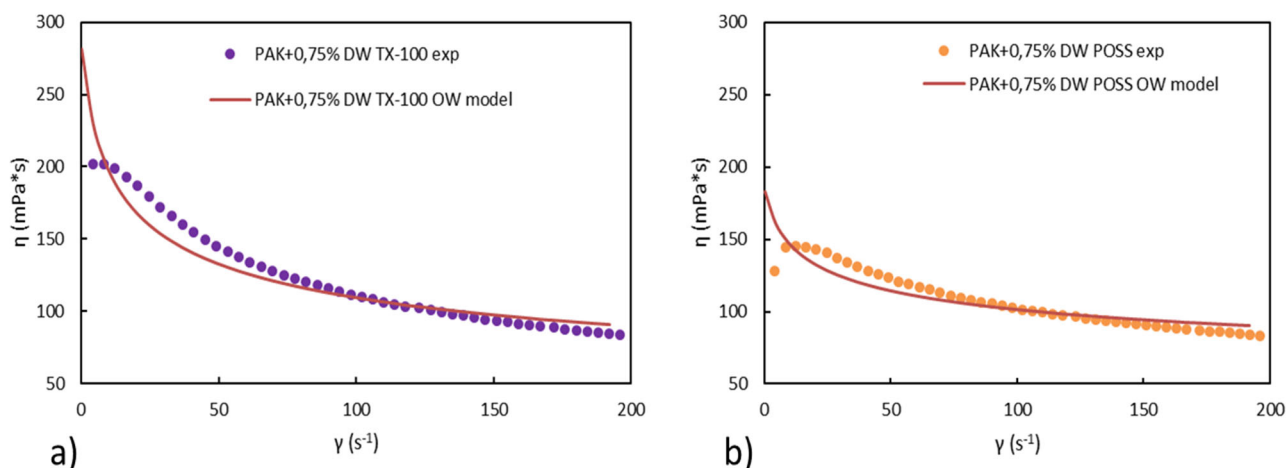 300
250
200
150
100
50
η (mPa*s)
PAK+0,75% DW TX-100 exp
PAK+0,75% DW TX-100 OW model
0
50
100
150
200
γ (s⁻¹)
a)
300
250
200
150
100
50
η (mPa*s)
PAK+0,75% DW POSS exp
PAK+0,75% DW POSS OW model
0
50
100
150
200
γ (s⁻¹)
b)